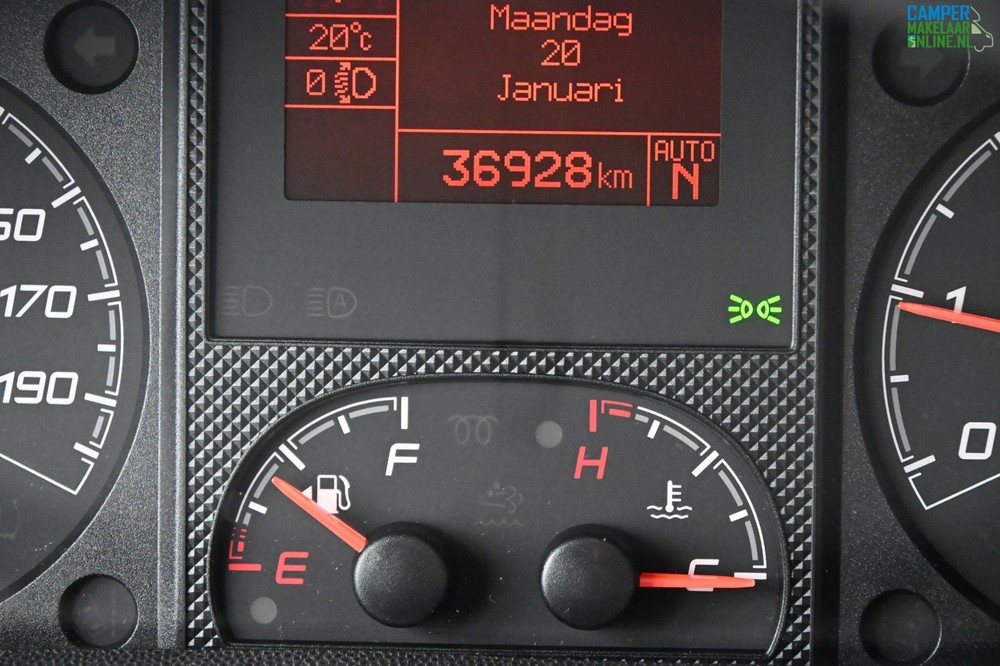 CAMPER
MAKELAAR
ONLINE.NL
20°c
Maandag
20
0
Januari
36928 km
AUTO
N
170
190
A
1
0
F
H
E
C